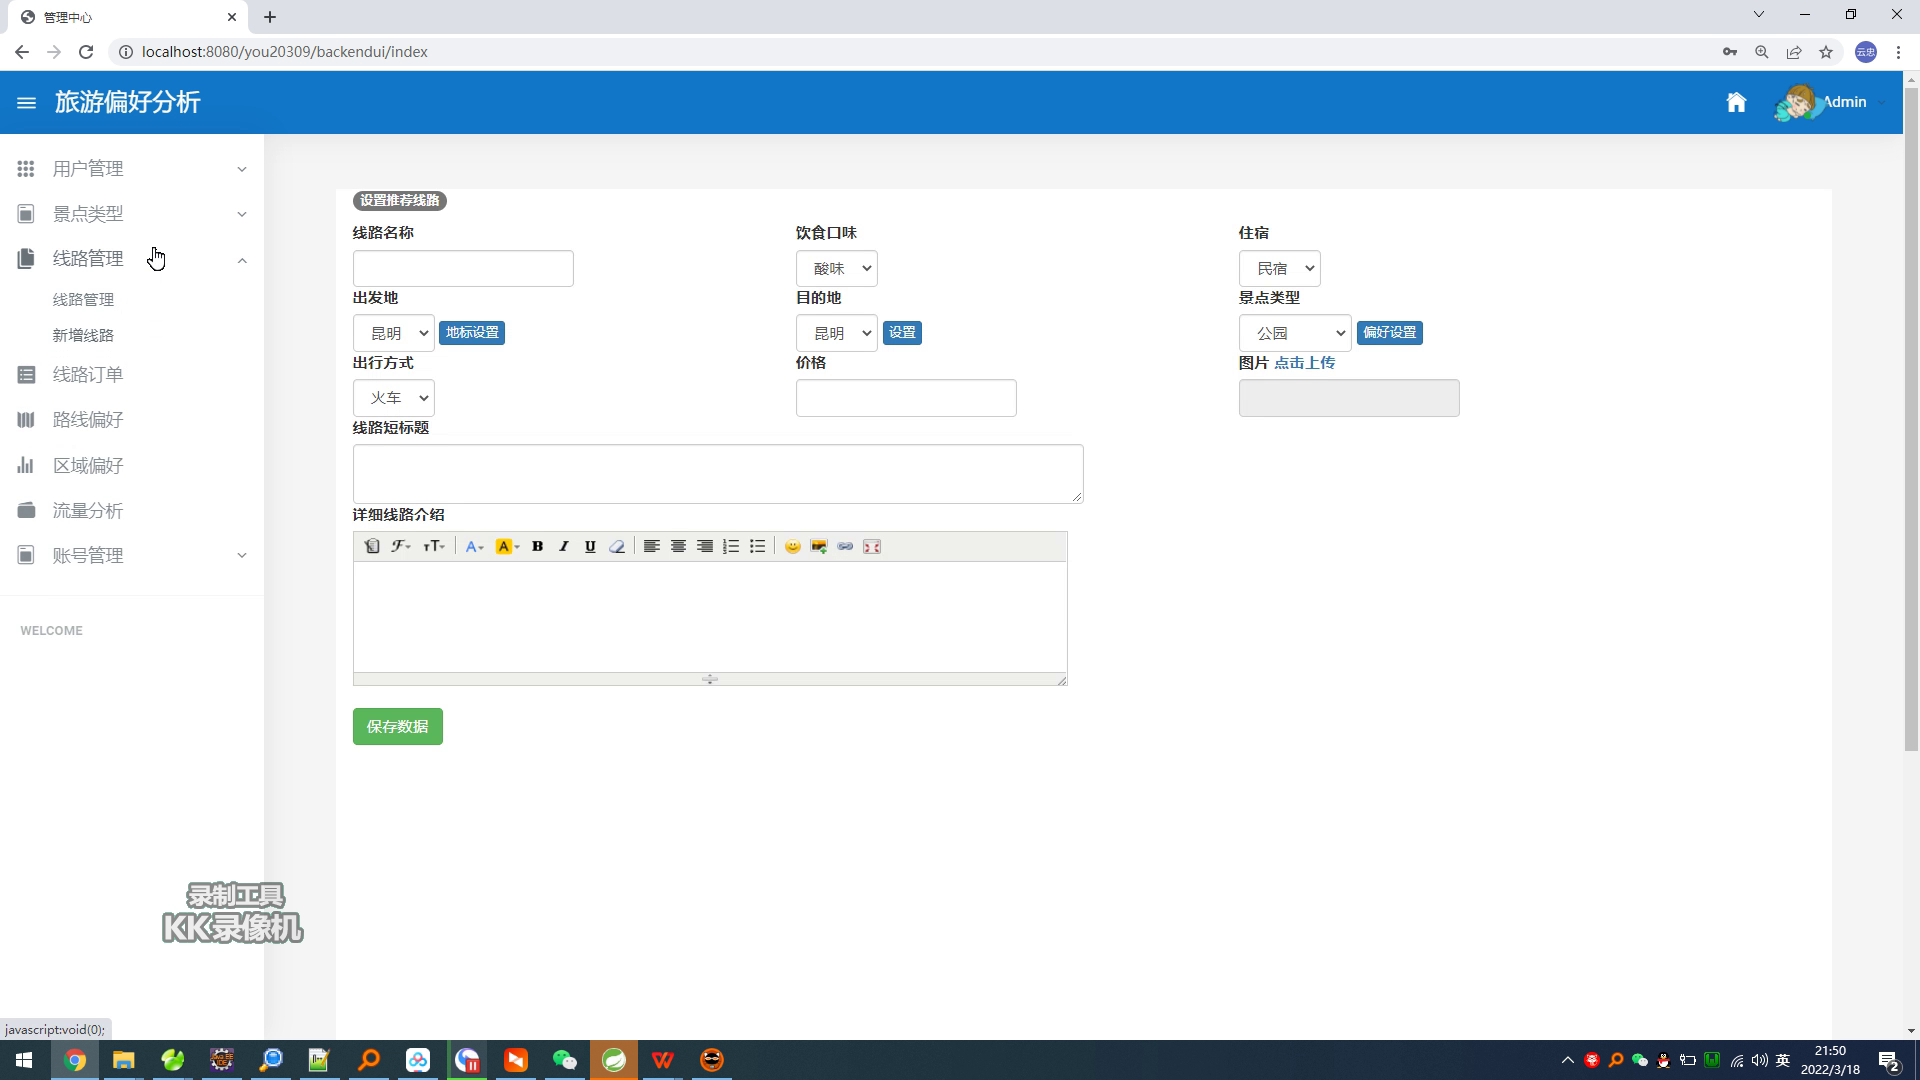 管理中心
localhost:8080/you20309/backendui/index
云忠
旅游偏好分析
Admin
用户管理
景点类型
线路管理
线路管理
新增线路
线路订单
路线偏好
区域偏好
流量分析
账号管理
WELCOME
设置推荐线路
线路名称
饮食口味
住宿
酸味
民宿
出发地
目的地
景点类型
昆明
地标设置
昆明
设置
公园
偏好设置
出行方式
价格
图片 点击上传
火车
线路短标题
详细线路介绍
保存数据
录制工具
KK录像机
javascript:void(0);
英
21:50
2022/3/18
2